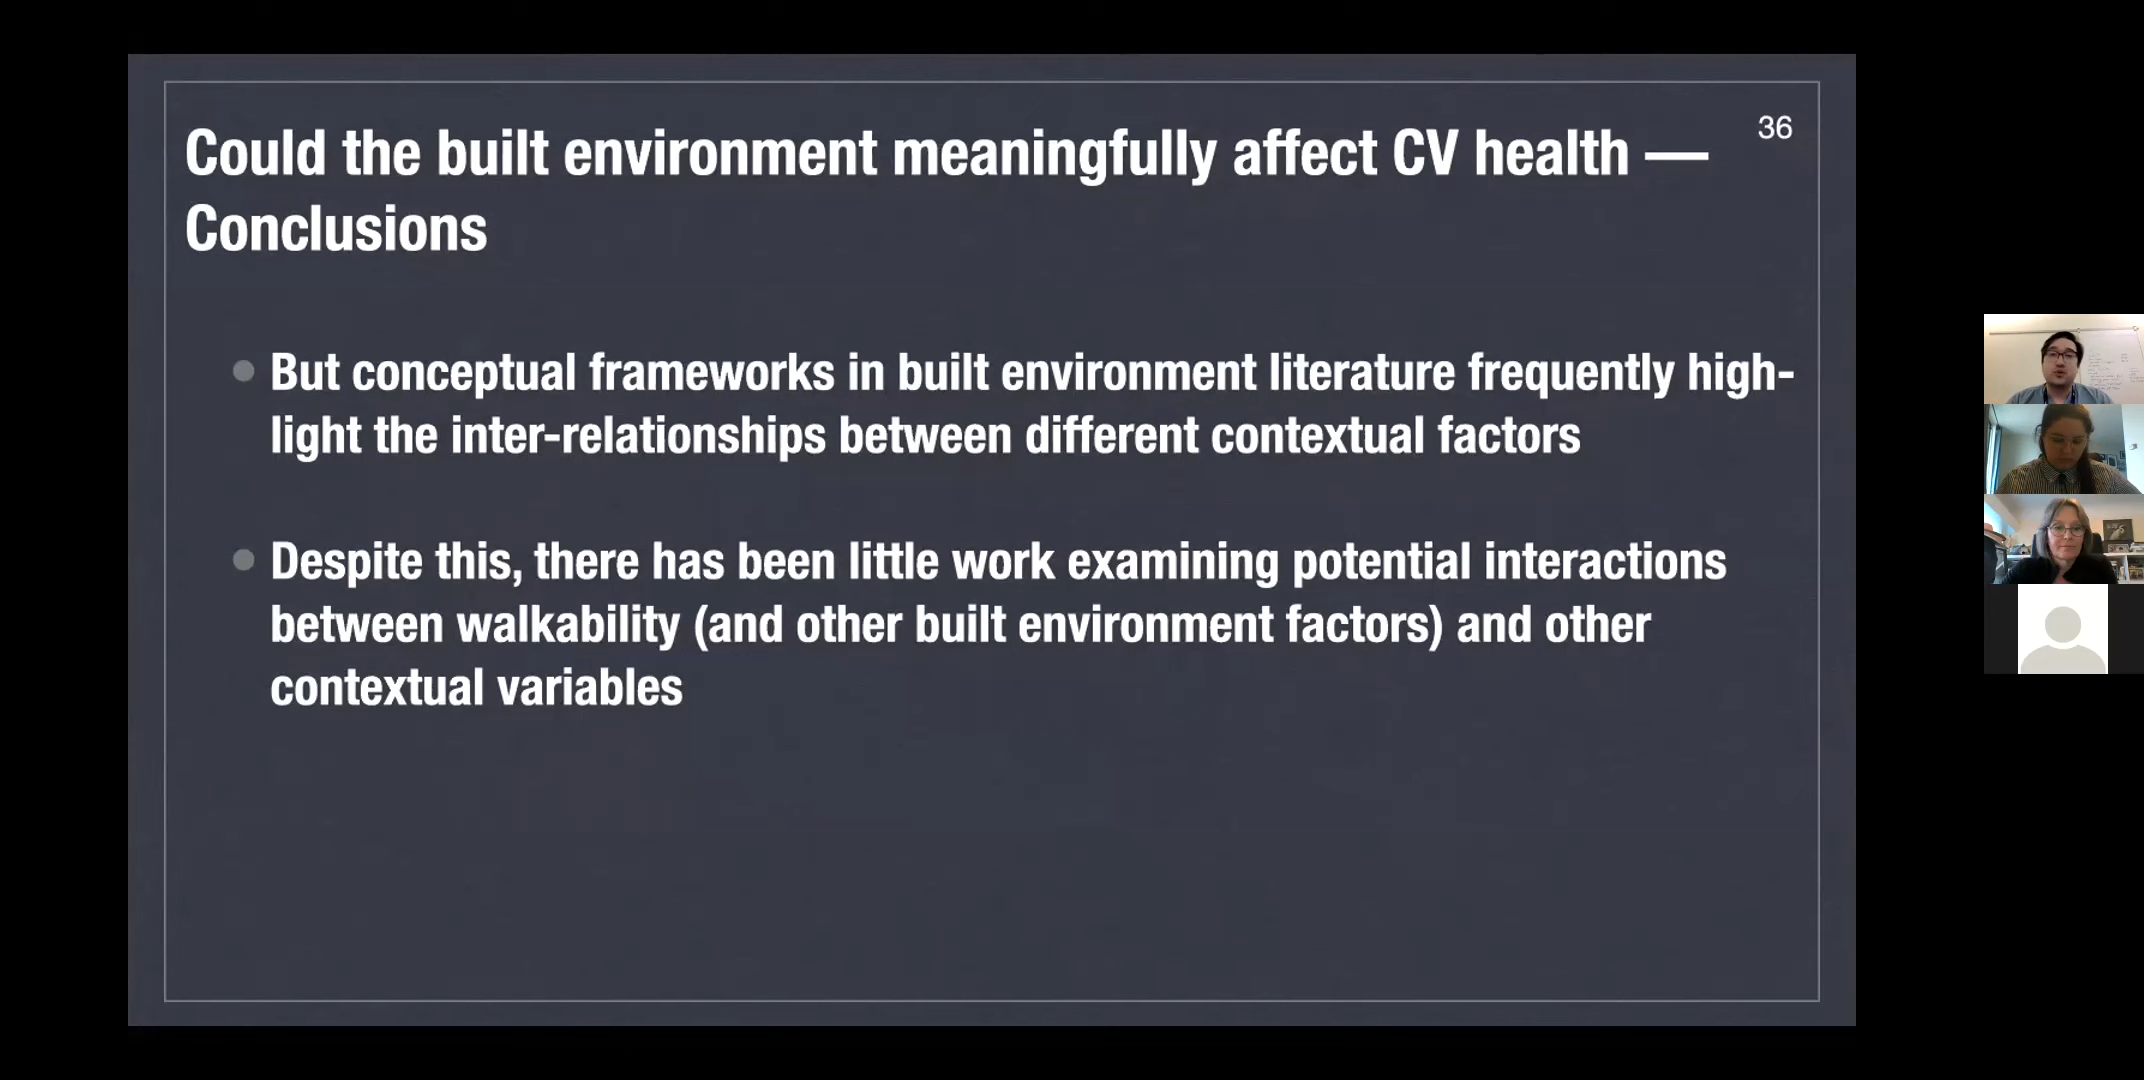 Could the built environment meaningfully affect CV health —
Conclusions
36
But conceptual frameworks in built environment literature frequently high-
light the inter-relationships between different contextual factors
Despite this, there has been little work examining potential interactions
between walkability (and other built environment factors) and other
contextual variables